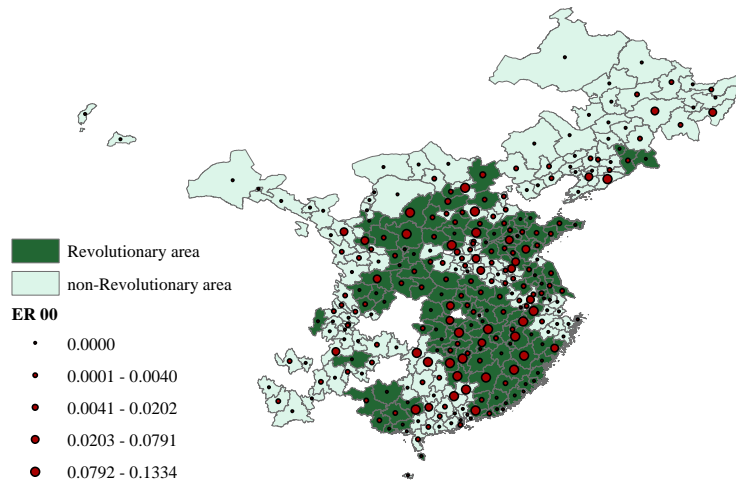 Revolutionary area
non-Revolutionary area
ER 00
0.0000
0.0001 - 0.0040
0.0041 - 0.0202
0.0203 - 0.0791
0.0792 - 0.1334